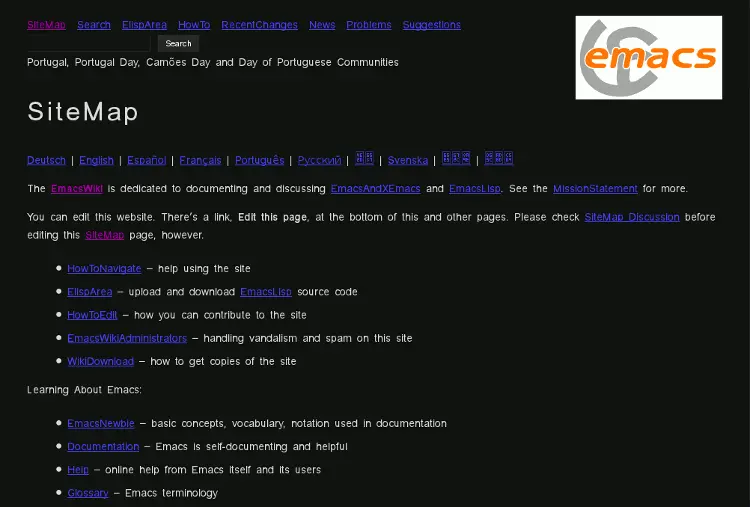 SiteMap Search ElispArea HowTo RecentChanges News Problems Suggestions
Search
emacs
Portugal, Portugal Day, Camões Day and Day of Portuguese Communities
SiteMap
Deutsch | English | Español | Français | Português | Русский | | Svenska | |
The EmacsWiki is dedicated to documenting and discussing EmacsAndXEmacs and EmacsLisp. See the MissionStatement for more.
You can edit this website. There's a link, Edit this page, at the bottom of this and other pages. Please check SiteMap Discussion before
editing this SiteMap page, however.
• HowToNavigate – help using the site
• ElispArea – upload and download EmacsLisp source code
• HowToEdit – how you can contribute to the site
• EmacsWikiAdministrators – handling vandalism and spam on this site
• WikiDownload – how to get copies of the site
Learning About Emacs:
• EmacsNewbie – basic concepts, vocabulary, notation used in documentation
• Documentation – Emacs is self-documenting and helpful
• Help – online help from Emacs itself and its users
• Glossary – Emacs terminology